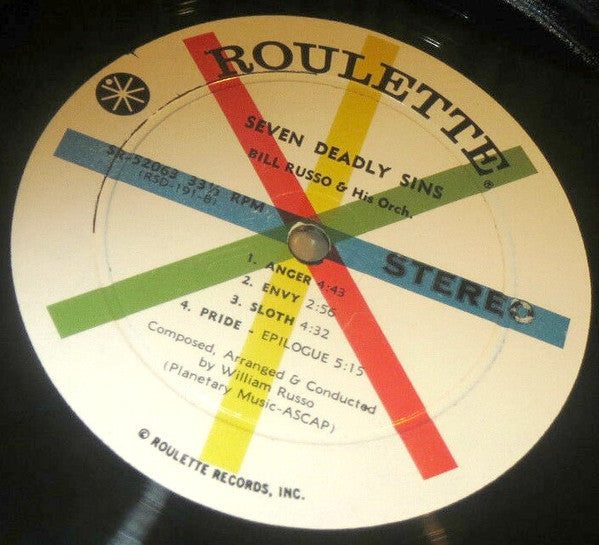 ROULETTE®
SEVEN DEADLY SINS
BILL RUSSO & His Orch.
SR-52063 33⅓ RPM
(RSD-191-B)
STEREO
1. ANGER 4:43
2. ENVY 2:56
3. SLOTH 4:32
4. PRIDE - EPILOGUE 5:15
Composed, Arranged & Conducted
by William Russo
(Planetary Music-ASCAP)
© ROULETTE RECORDS, INC.